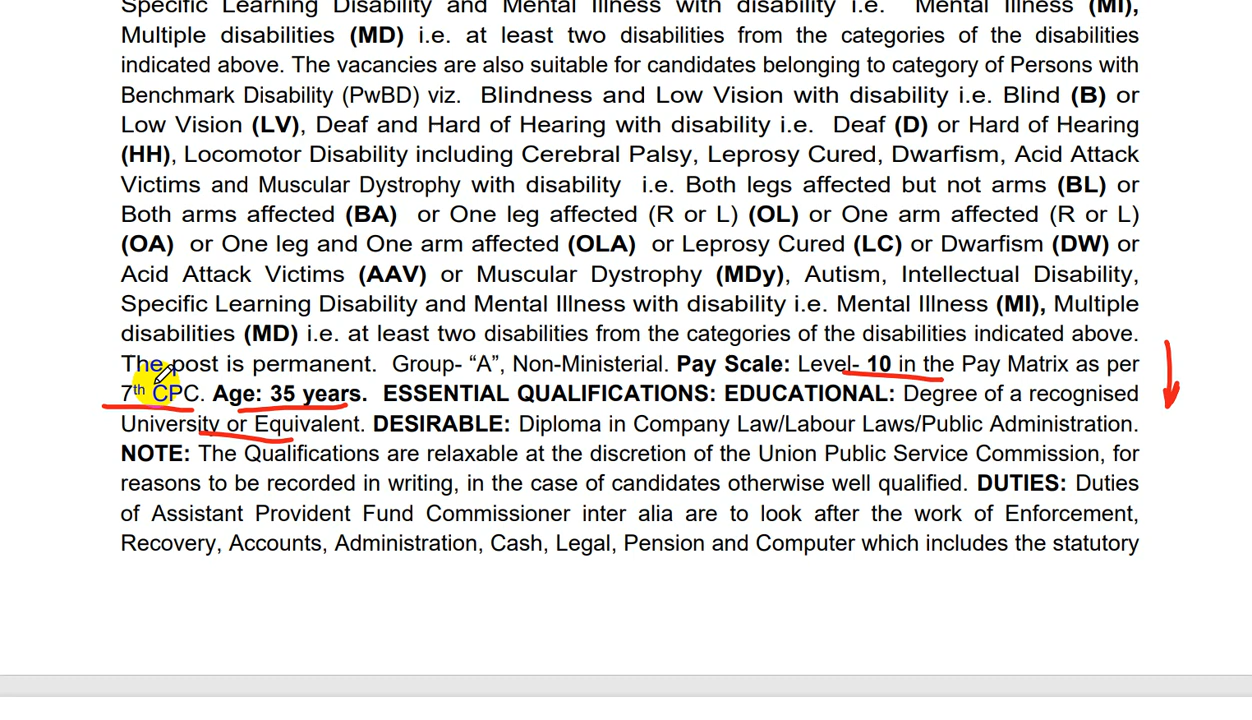 Specific Learning Disability and Mental Illness with disability i.e. Mental Illness (MI),
Multiple disabilities (MD) i.e. at least two disabilities from the categories of the disabilities
indicated above. The vacancies are also suitable for candidates belonging to category of Persons with
Benchmark Disability (PwBD) viz. Blindness and Low Vision with disability i.e. Blind (B) or
Low Vision (LV), Deaf and Hard of Hearing with disability i.e. Deaf (D) or Hard of Hearing
(HH), Locomotor Disability including Cerebral Palsy, Leprosy Cured, Dwarfism, Acid Attack
Victims and Muscular Dystrophy with disability i.e. Both legs affected but not arms (BL) or
Both arms affected (BA) or One leg affected (R or L) (OL) or One arm affected (R or L)
(OA) or One leg and One arm affected (OLA) or Leprosy Cured (LC) or Dwarfism (DW) or
Acid Attack Victims (AAV) or Muscular Dystrophy (MDy), Autism, Intellectual Disability,
Specific Learning Disability and Mental Illness with disability i.e. Mental Illness (MI), Multiple
disabilities (MD) i.e. at least two disabilities from the categories of the disabilities indicated above.
The post is permanent. Group- “A”, Non-Ministerial. Pay Scale: Level- 10 in the Pay Matrix as per
7th CPC. Age: 35 years. ESSENTIAL QUALIFICATIONS: EDUCATIONAL: Degree of a recognised
University or Equivalent. DESIRABLE: Diploma in Company Law/Labour Laws/Public Administration.
NOTE: The Qualifications are relaxable at the discretion of the Union Public Service Commission, for
reasons to be recorded in writing, in the case of candidates otherwise well qualified. DUTIES: Duties
of Assistant Provident Fund Commissioner inter alia are to look after the work of Enforcement,
Recovery, Accounts, Administration, Cash, Legal, Pension and Computer which includes the statutory